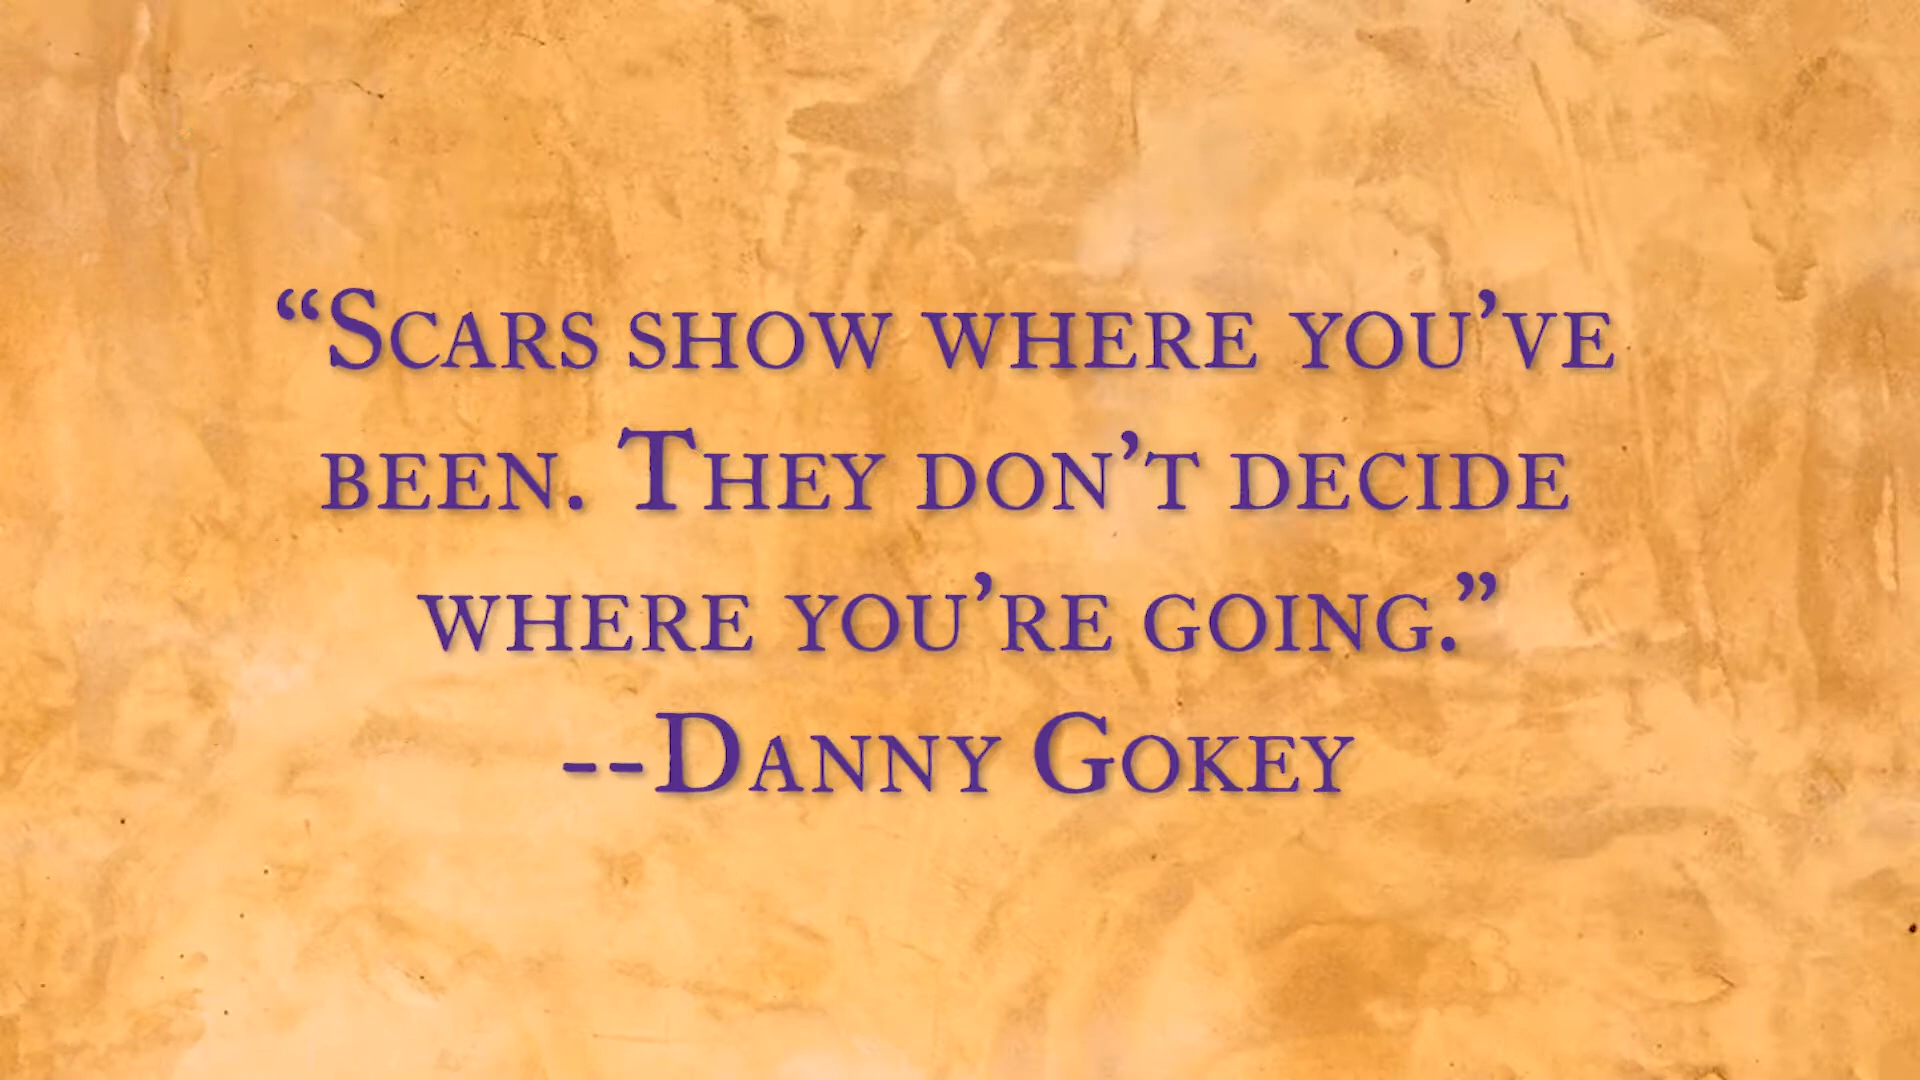 “Scars show where you’ve
been. They don’t decide
where you’re going.”
--Danny Gokey